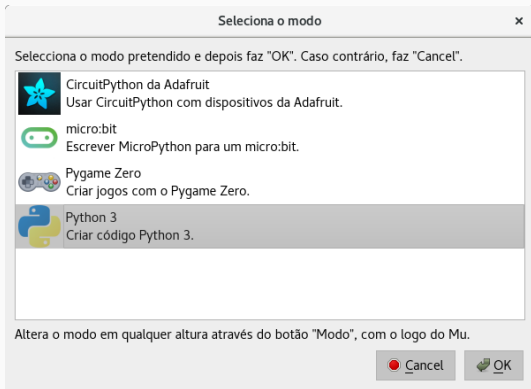 Seleciona o modo
Selecciona o modo pretendido e depois faz "OK". Caso contrário, faz "Cancel".
CircuitPython da Adafruit
Usar CircuitPython com dispositivos da Adafruit.
micro:bit
Escrever MicroPython para um micro:bit.
Pygame Zero
Criar jogos com o Pygame Zero.
Python 3
Criar código Python 3.
Altera o modo em qualquer altura através do botão "Modo", com o logo do Mu.
Cancel
OK